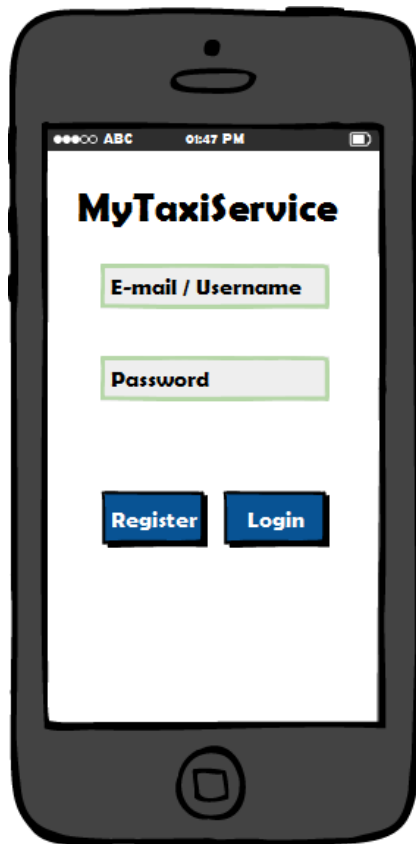 ABC 01:47 PM
MyTaxiService
E-mail / Username
Password
Register Login